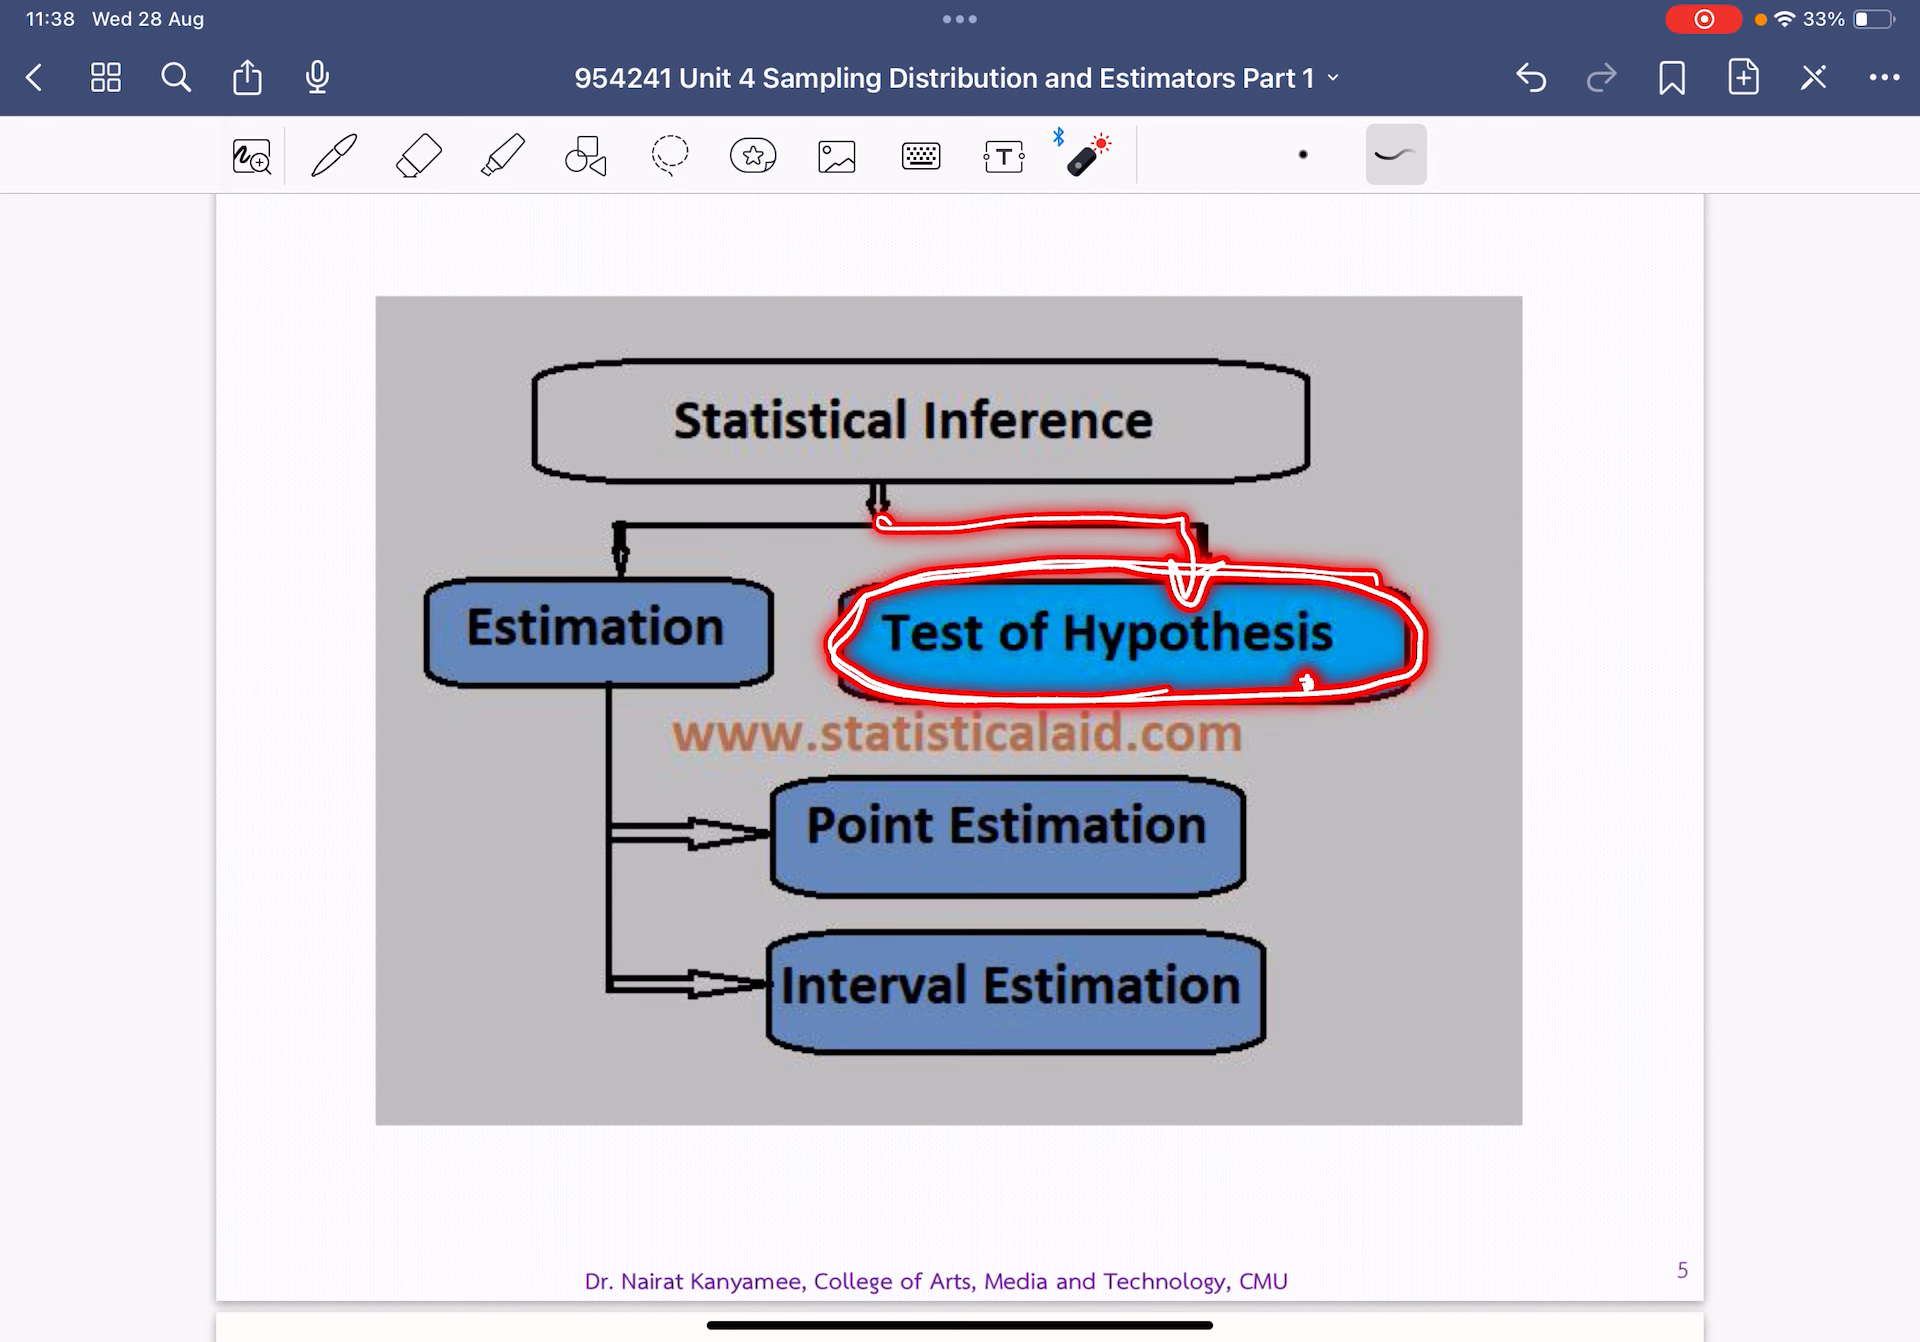 11:38 Wed 28 Aug
33%
954241 Unit 4 Sampling Distribution and Estimators Part 1
T
Statistical Inference
Estimation
Test of Hypothesis
www.statisticalaid.com
Point Estimation
Interval Estimation
Dr. Nairat Kanyamee, College of Arts, Media and Technology, CMU
5